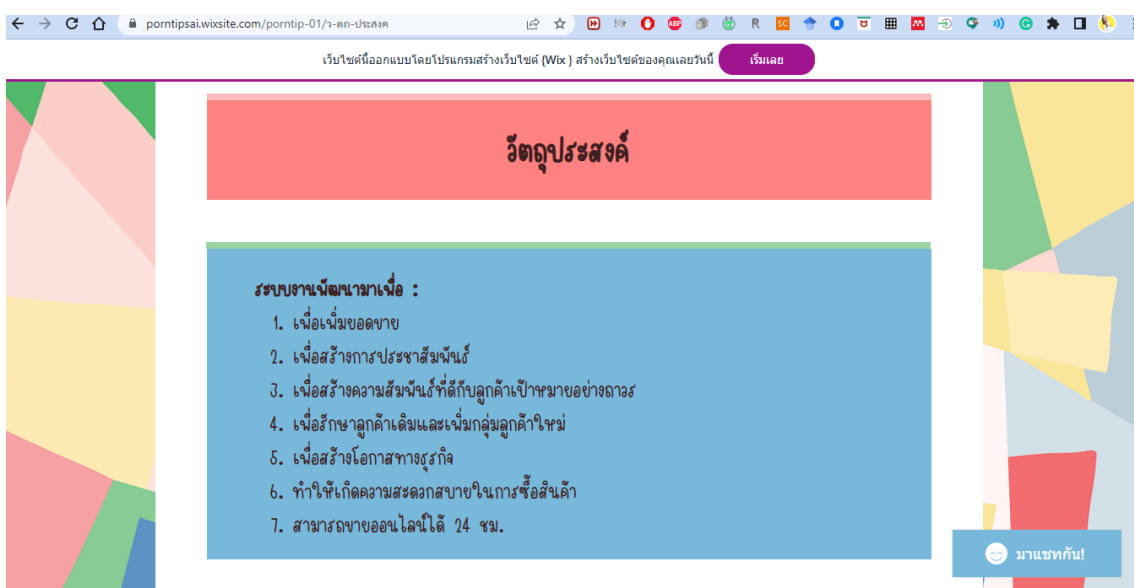 porntipsai.wixsite.com/porntip-01/ว-ตถ-ประสงค
เว็บไซต์นี้ออกแบบโดยโปรแกรมสร้างเว็บไซต์ (Wix ) สร้างเว็บไซต์ของคุณเลยวันนี้ เริ่มเลย
วัตถุประสงค์
ระบบงานพัฒนามาเพื่อ :
1. เพื่อเพิ่มยอดขาย
2. เพื่อสร้างการประชาสัมพันธ์
3. เพื่อสร้างความสัมพันธ์ที่ดีกับลูกค้าเป้าหมายอย่างถาวร
4. เพื่อรักษาลูกค้าเดิมและเพิ่มกลุ่มลูกค้าใหม่
5. เพื่อสร้างโอกาสทางธุรกิจ
6. ทำให้เกิดความสะดวกสบายในการซื้อสินค้า
7. สามารถขายออนไลน์ได้ 24 ชม.
มาแชทกัน!